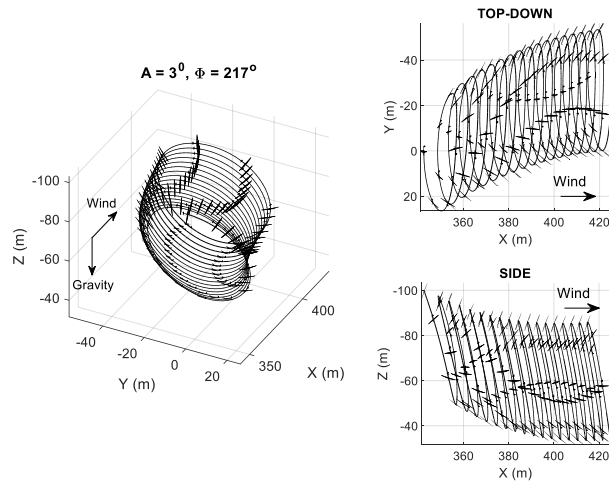 A = 3⁰, Φ = 217°
-100
-80
-60
-40
Z (m)
Wind
Gravity
-40
-20
0
20
Y (m)
350
400
X (m)
TOP-DOWN
-40
-20
0
20
Y (m)
Wind
360
380
400
420
X (m)
SIDE
Wind
-100
-80
-60
-40
Z (m)
360
380
400
420
X (m)